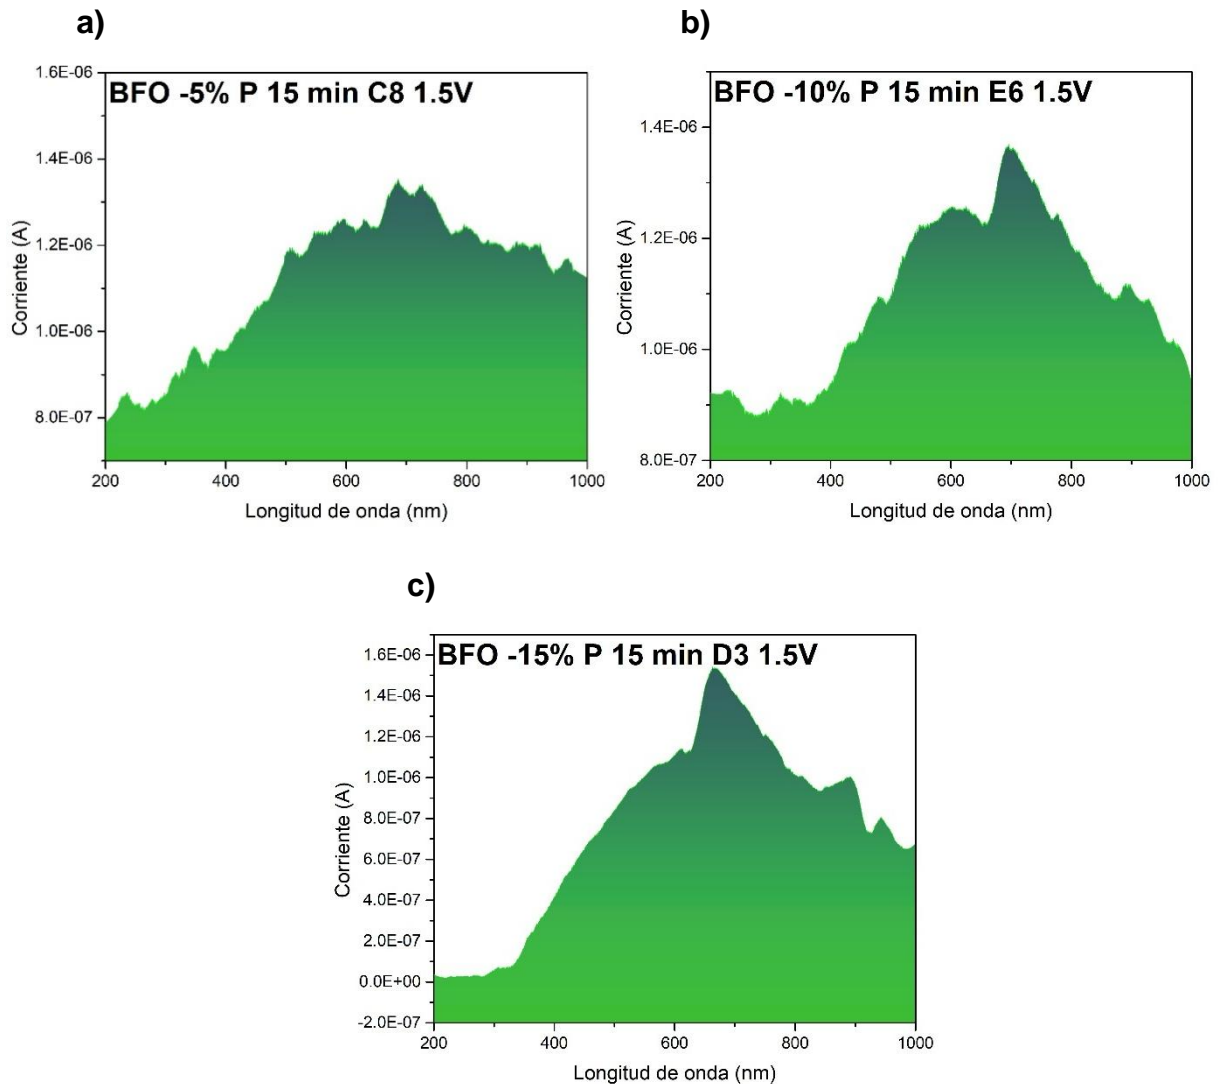 a)
BFO -5% P 15 min C8 1.5V
1.6E-06
1.4E-06
1.2E-06
1.0E-06
8.0E-07
Corriente (A)
200 400 600 800 1000
Longitud de onda (nm)
b)
BFO -10% P 15 min E6 1.5V
1.4E-06
1.2E-06
1.0E-06
8.0E-07
Corriente (A)
200 400 600 800 1000
Longitud de onda (nm)
c)
BFO -15% P 15 min D3 1.5V
1.6E-06
1.4E-06
1.2E-06
1.0E-06
8.0E-07
6.0E-07
4.0E-07
2.0E-07
0.0E+00
-2.0E-07
Corriente (A)
200 400 600 800 1000
Longitud de onda (nm)